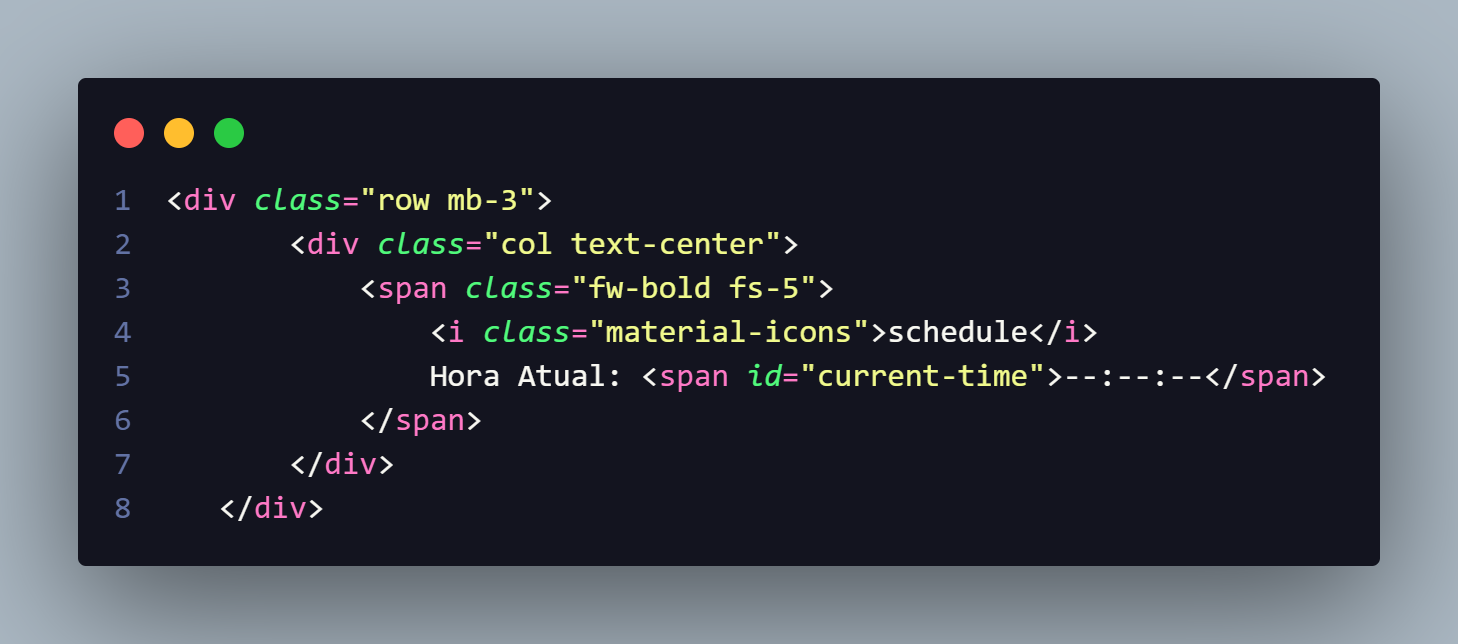 1 <div class="row mb-3">
2 <div class="col text-center">
3 <span class="fw-bold fs-5">
4 <i class="material-icons">schedule</i>
5 Hora Atual: <span id="current-time">--:--:--</span>
6 </span>
7 </div>
8 </div>